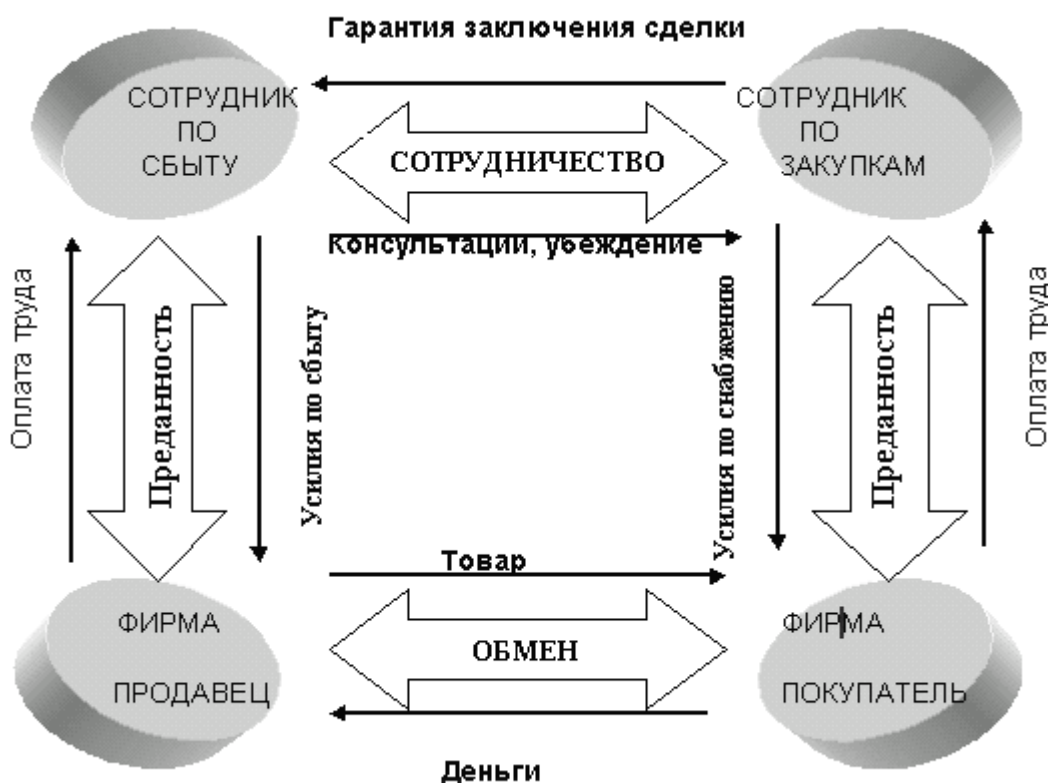 Гарантия заключения сделки
СОТРУДНИК
ПО
СБЫТУ
СОТРУДНИЧЕСТВО
СОТРУДНИК
ПО
ЗАКУПКАМ
Консультации, убеждение
Оплата труда
Преданность
Усилия по сбыту
Усилия по снабжению
Преданность
Оплата труда
Товар
ФИРМА
ПРОДАВЕЦ
ОБМЕН
ФИРМА
ПОКУПАТЕЛЬ
Деньги